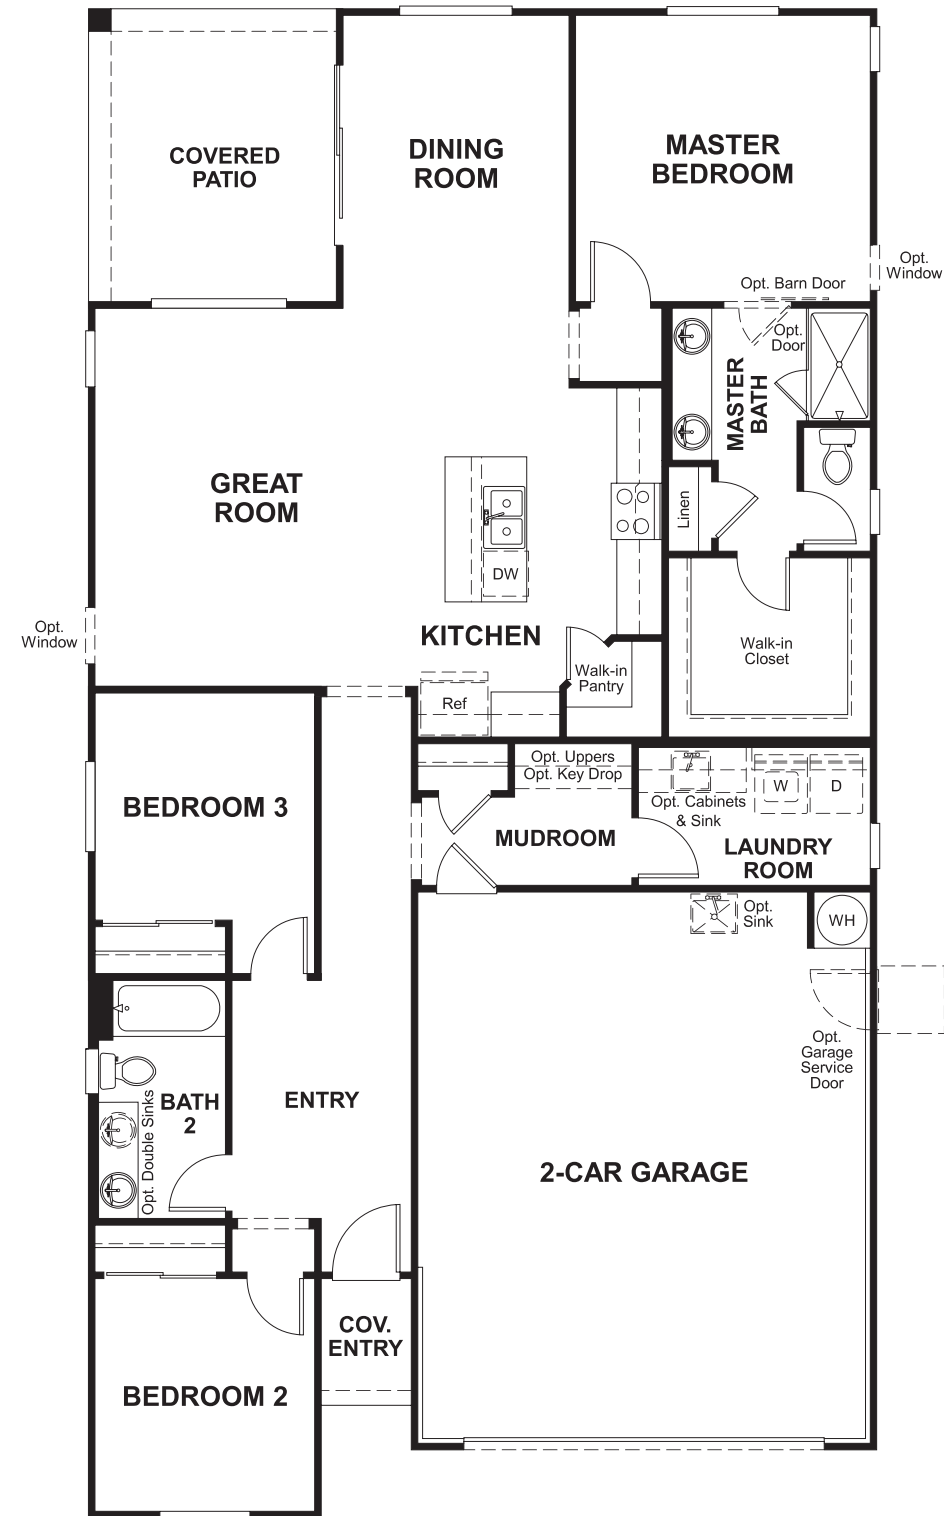 COVERED
PATIO
DINING
ROOM
MASTER
BEDROOM
Opt.
Window
Opt. Barn Door
Opt.
Door
MASTER
BATH
GREAT
ROOM
Linen
DW
Opt.
Window
KITCHEN
Walk-in
Closet
Walk-in
Pantry
Ref
Opt. Uppers
Opt. Key Drop
W
D
Opt. Cabinets
& Sink
BEDROOM 3
MUDROOM
LAUNDRY
ROOM
Opt.
Sink
WH
Opt.
Garage
Service
Door
BATH
2
Opt. Double Sinks
ENTRY
2-CAR GARAGE
COV.
ENTRY
BEDROOM 2